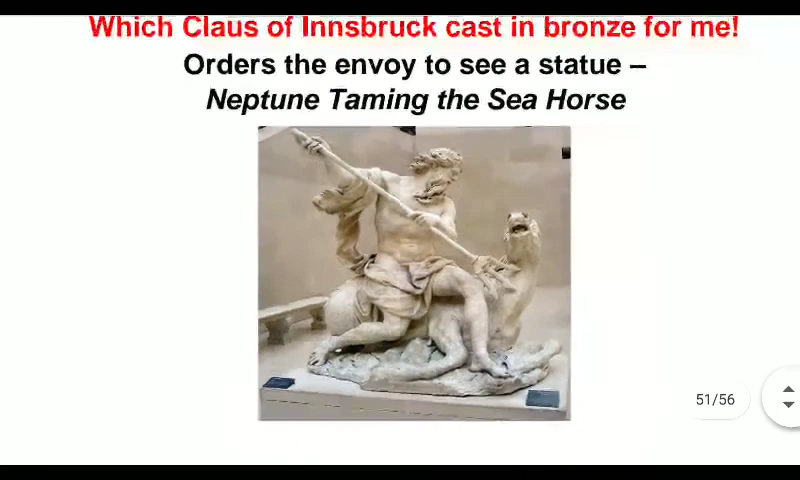 Which Claus of Innsbruck cast in bronze for me!
Orders the envoy to see a statue –
Neptune Taming the Sea Horse
51/56